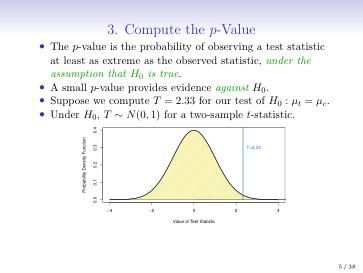 3. Compute the p-Value
• The p-value is the probability of observing a test statistic
at least as extreme as the observed statistic, under the
assumption that H₀ is true.
• A small p-value provides evidence against H₀.
• Suppose we compute T = 2.33 for our test of H₀ : μₜ = μ_c.
• Under H₀, T ∼ N(0, 1) for a two-sample t-statistic.
Probability Density Function
0.0 0.1 0.2 0.3 0.4
T=2.33
−4 −2 0 2 4
Value of Test Statistic
5 / 38